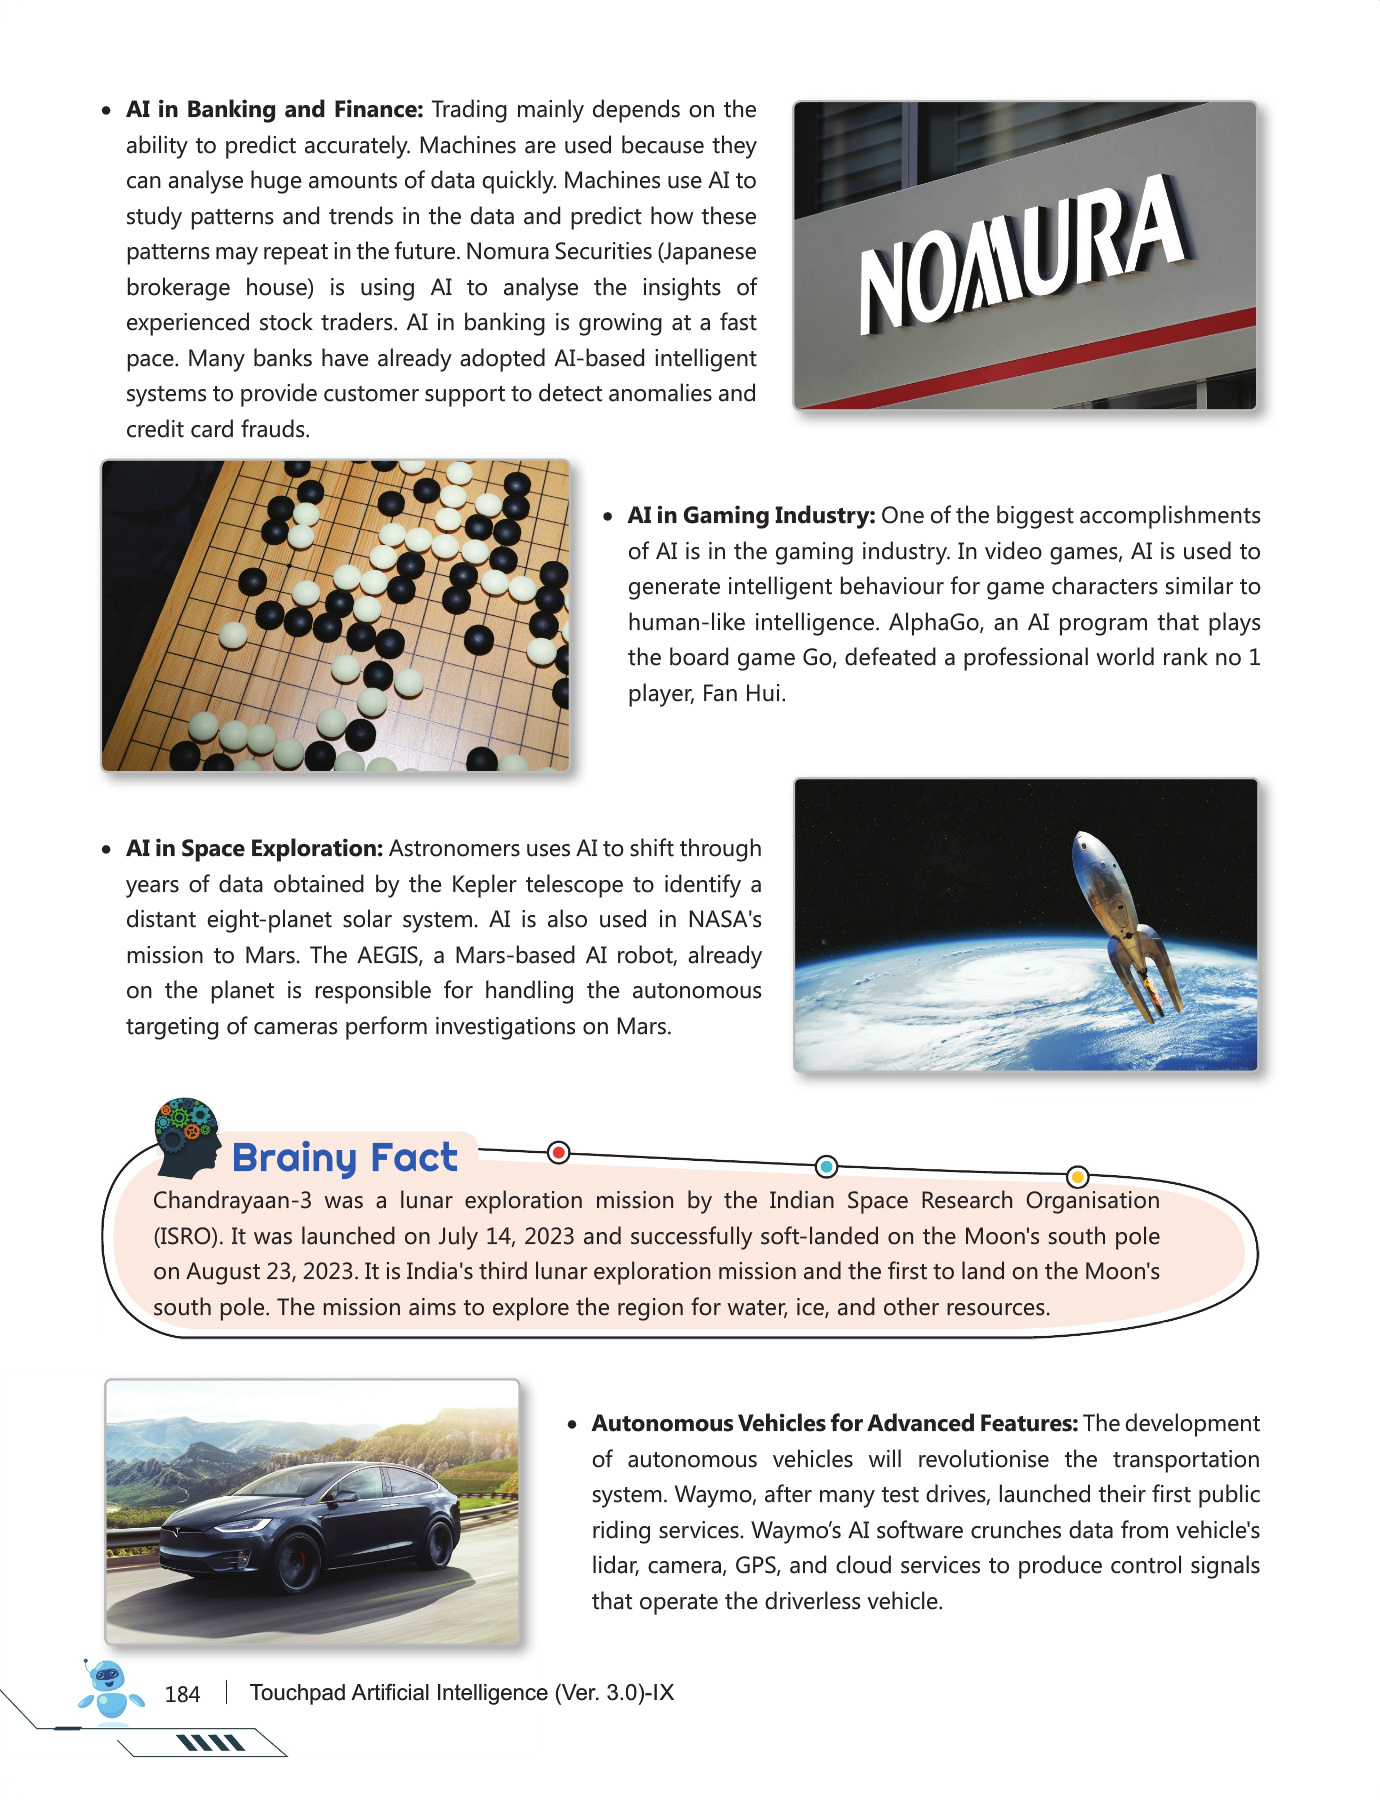 • AI in Banking and Finance: Trading mainly depends on the
ability to predict accurately. Machines are used because they
can analyse huge amounts of data quickly. Machines use AI to
study patterns and trends in the data and predict how these
patterns may repeat in the future. Nomura Securities (Japanese
brokerage house) is using AI to analyse the insights of
experienced stock traders. AI in banking is growing at a fast
pace. Many banks have already adopted AI-based intelligent
systems to provide customer support to detect anomalies and
credit card frauds.
NOMURA
• AI in Gaming Industry: One of the biggest accomplishments
of AI is in the gaming industry. In video games, AI is used to
generate intelligent behaviour for game characters similar to
human-like intelligence. AlphaGo, an AI program that plays
the board game Go, defeated a professional world rank no 1
player, Fan Hui.
• AI in Space Exploration: Astronomers uses AI to shift through
years of data obtained by the Kepler telescope to identify a
distant eight-planet solar system. AI is also used in NASA's
mission to Mars. The AEGIS, a Mars-based AI robot, already
on the planet is responsible for handling the autonomous
targeting of cameras perform investigations on Mars.
Brainy Fact
Chandrayaan-3 was a lunar exploration mission by the Indian Space Research Organisation
(ISRO). It was launched on July 14, 2023 and successfully soft-landed on the Moon's south pole
on August 23, 2023. It is India's third lunar exploration mission and the first to land on the Moon's
south pole. The mission aims to explore the region for water, ice, and other resources.
• Autonomous Vehicles for Advanced Features: The development
of autonomous vehicles will revolutionise the transportation
system. Waymo, after many test drives, launched their first public
riding services. Waymo’s AI software crunches data from vehicle's
lidar, camera, GPS, and cloud services to produce control signals
that operate the driverless vehicle.
184 | Touchpad Artificial Intelligence (Ver. 3.0)-IX